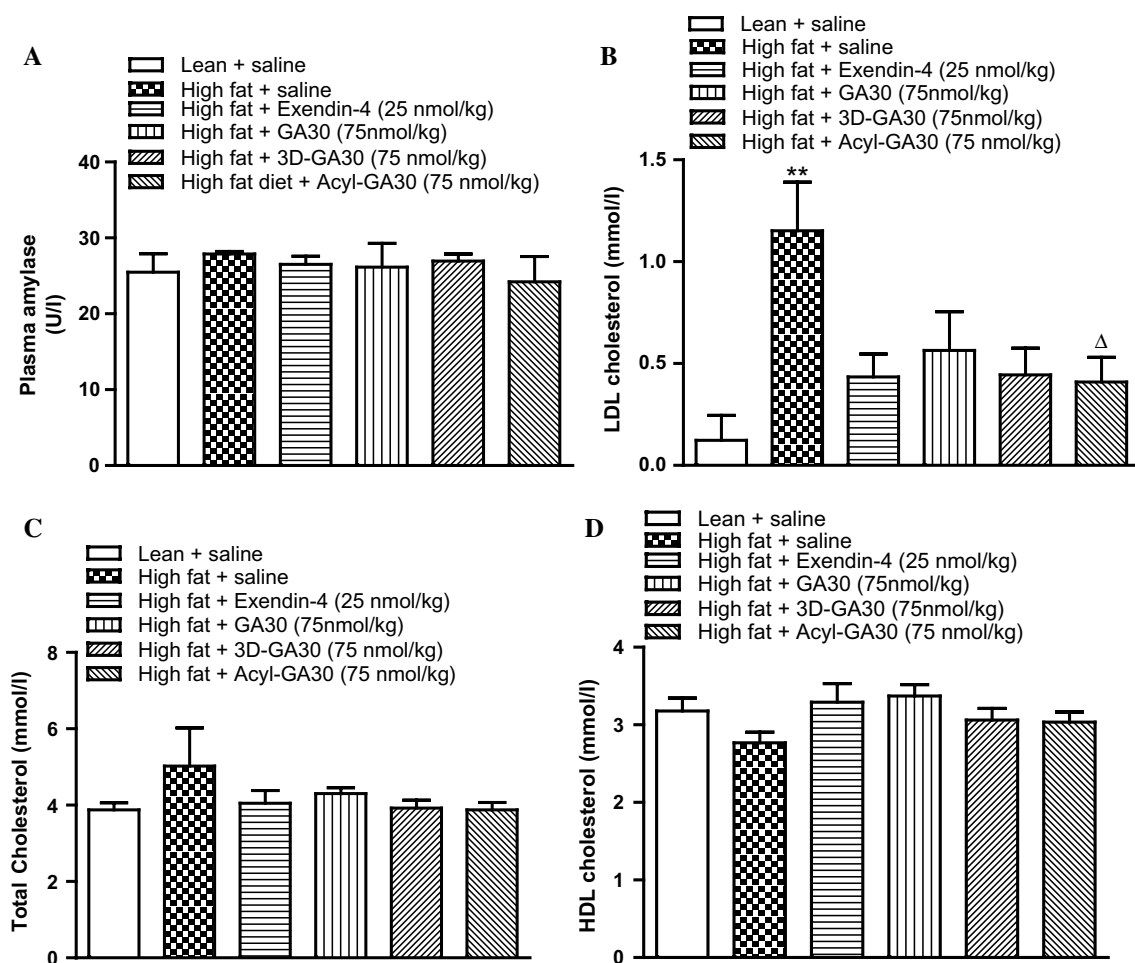 A
Lean + saline
High fat + saline
High fat + Exendin-4 (25 nmol/kg)
High fat + GA30 (75nmol/kg)
High fat + 3D-GA30 (75 nmol/kg)
High fat diet + Acyl-GA30 (75 nmol/kg)
40
30
20
10
0
Plasma amylase
(U/l)
B
Lean + saline
High fat + saline
High fat + Exendin-4 (25 nmol/kg)
High fat + GA30 (75nmol/kg)
High fat + 3D-GA30 (75 nmol/kg)
High fat + Acyl-GA30 (75 nmol/kg)
1.5
1.0
0.5
0.0
LDL cholesterol (mmol/l)
**
Δ
C
Lean + saline
High fat + saline
High fat + Exendin-4 (25 nmol/kg)
High fat + GA30 (75nmol/kg)
High fat + 3D-GA30 (75 nmol/kg)
High fat + Acyl-GA30 (75 nmol/kg)
8
6
4
2
0
Total Cholesterol (mmol/l)
D
Lean + saline
High fat + saline
High fat + Exendin-4 (25 nmol/kg)
High fat + GA30 (75nmol/kg)
High fat + 3D-GA30 (75nmol/kg)
High fat + Acyl-GA30 (75 nmol/kg)
4
3
2
1
0
HDL cholesterol (mmol/l)